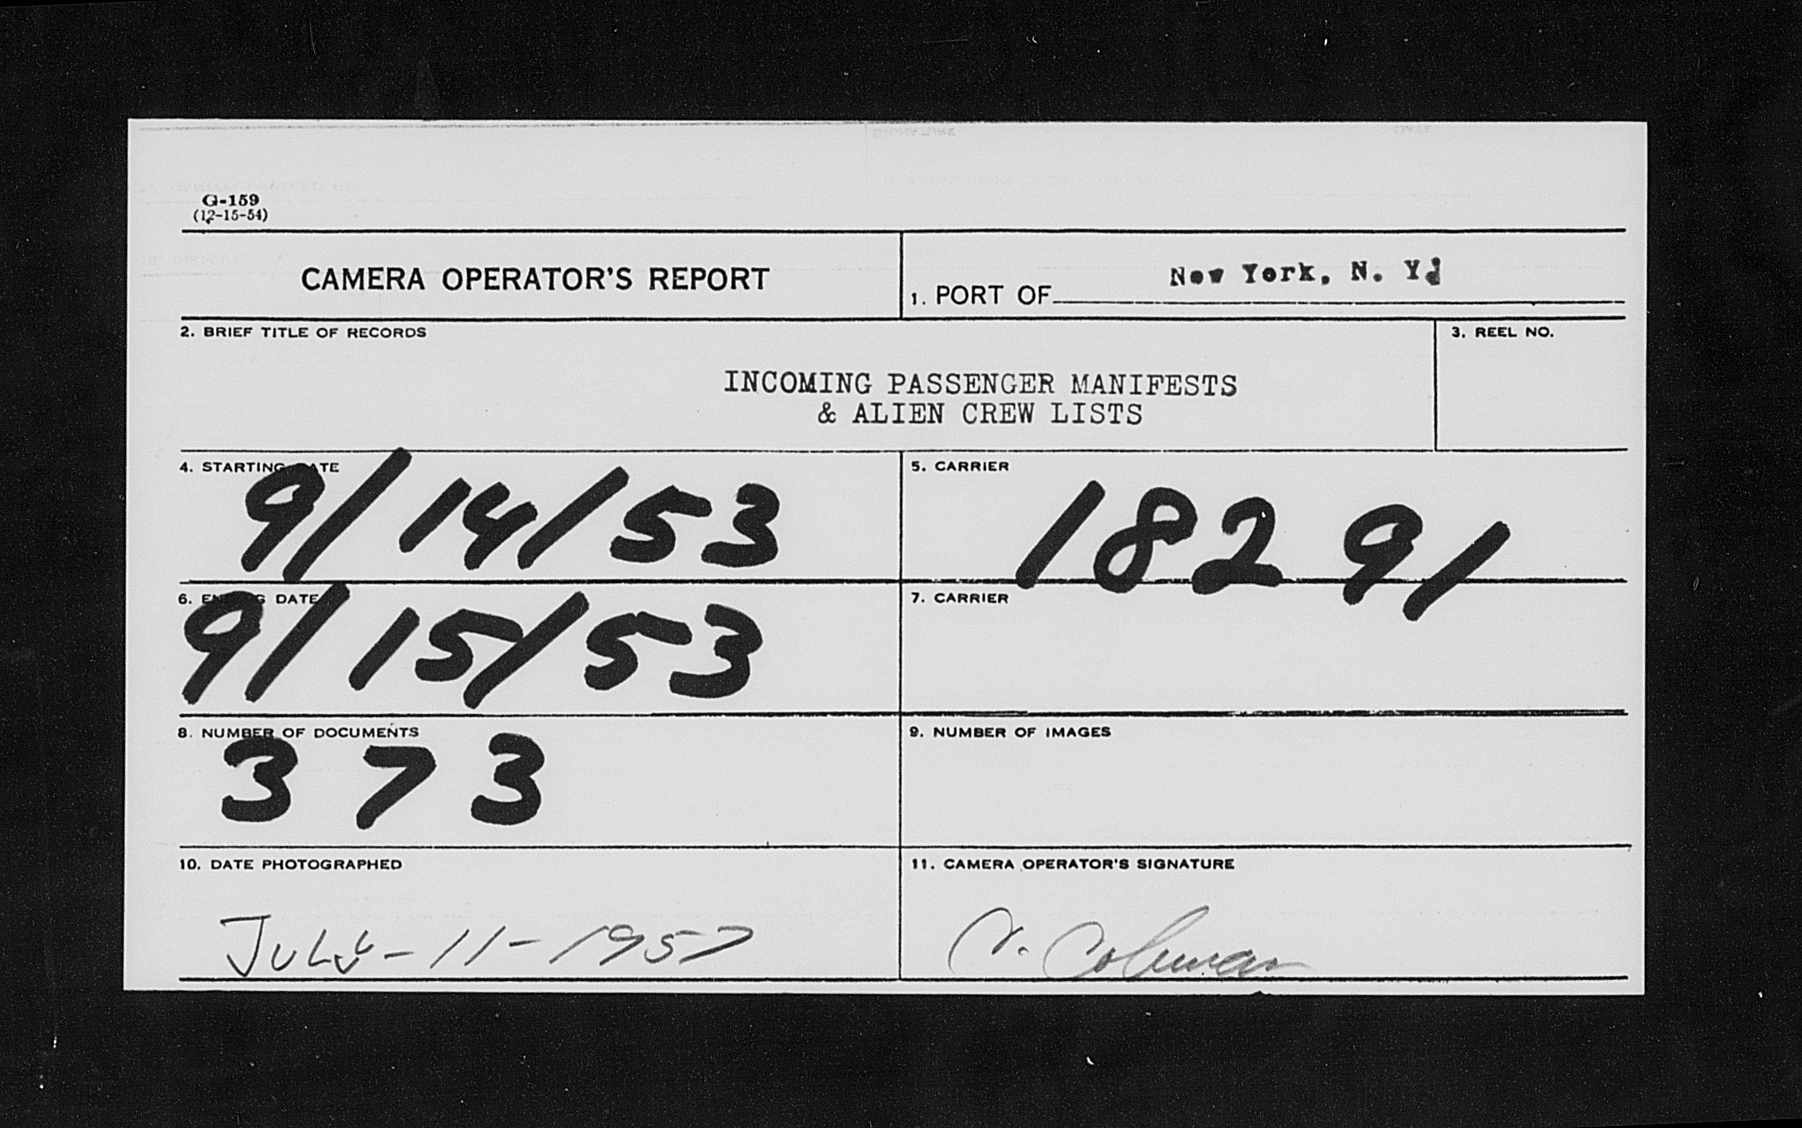 G-159
(12-15-54)
CAMERA OPERATOR'S REPORT
1. PORT OF New York, N. Y.
2. BRIEF TITLE OF RECORDS
INCOMING PASSENGER MANIFESTS
& ALIEN CREW LISTS
3. REEL NO.
4. STARTING DATE
9/14/53
5. CARRIER
18291
6. ENDING DATE
9/15/53
7. CARRIER
8. NUMBER OF DOCUMENTS
373
9. NUMBER OF IMAGES
10. DATE PHOTOGRAPHED
July-11-1957
11. CAMERA OPERATOR'S SIGNATURE
Coleman